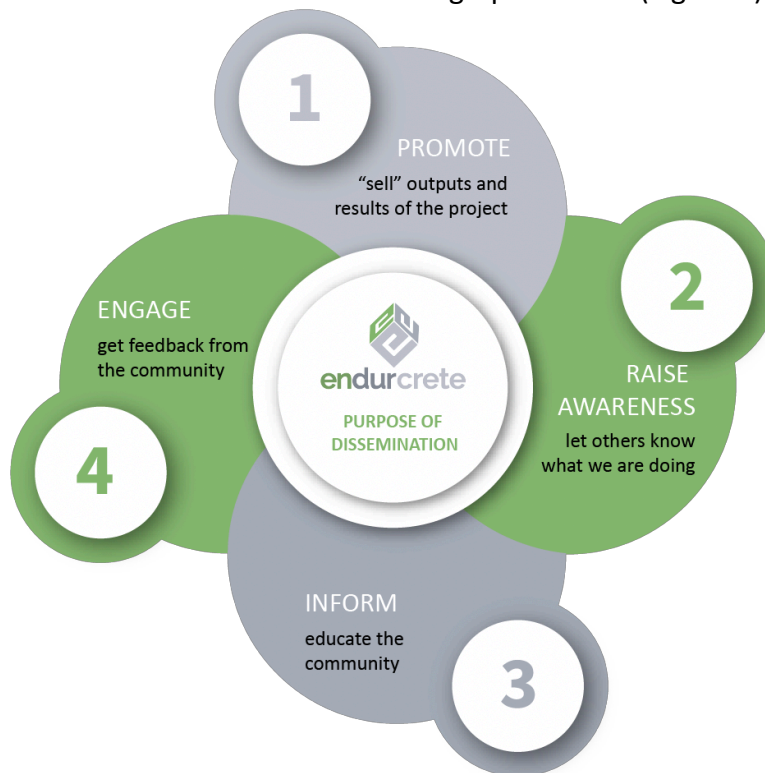 1
PROMOTE
“sell” outputs and
results of the project
2
RAISE
AWARENESS
let others know
what we are doing
ENGAGE
get feedback from
the community
4
endurcrete
PURPOSE OF
DISSEMINATION
INFORM
educate the
community
3